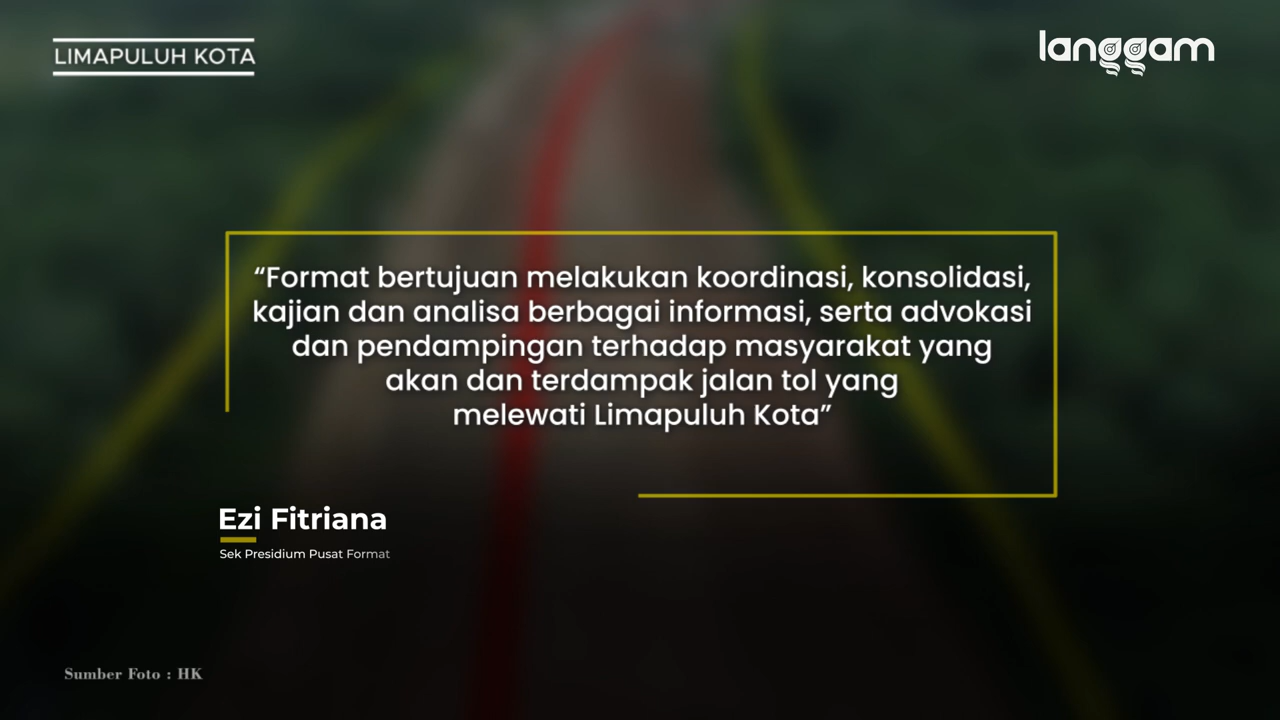 LIMAPULUH KOTA
langgam
“Format bertujuan melakukan koordinasi, konsolidasi,
kajian dan analisa berbagai informasi, serta advokasi
dan pendampingan terhadap masyarakat yang
akan dan terdampak jalan tol yang
melewati Limapuluh Kota”
Ezi Fitriana
Sek Presidium Pusat Format
Sumber Foto : HK